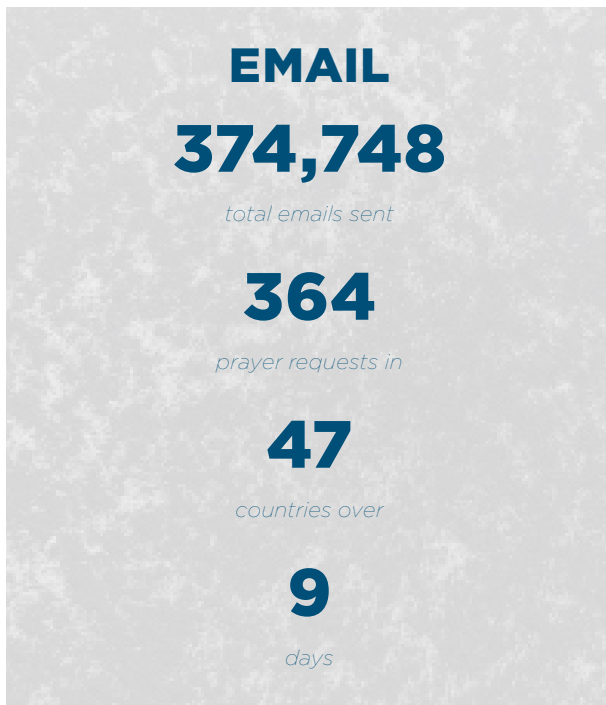 EMAIL
374,748
total emails sent
364
prayer requests in
47
countries over
9
days